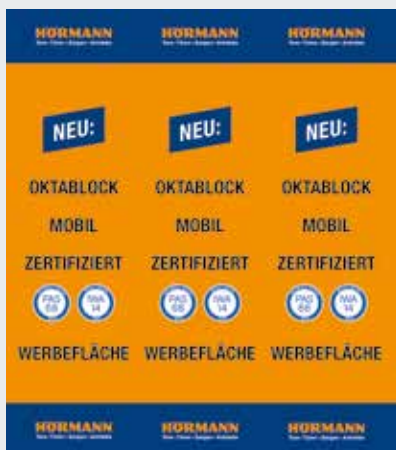 HÖRMANN HÖRMANN HÖRMANN
NEU: NEU: NEU:
OKTABLOCK OKTABLOCK OKTABLOCK
MOBIL MOBIL MOBIL
ZERTIFIZIERT ZERTIFIZIERT ZERTIFIZIERT
PAS 68 IWA 14 PAS 68 IWA 14 PAS 68 IWA 14
WERBEFLÄCHE WERBEFLÄCHE WERBEFLÄCHE
HÖRMANN HÖRMANN HÖRMANN